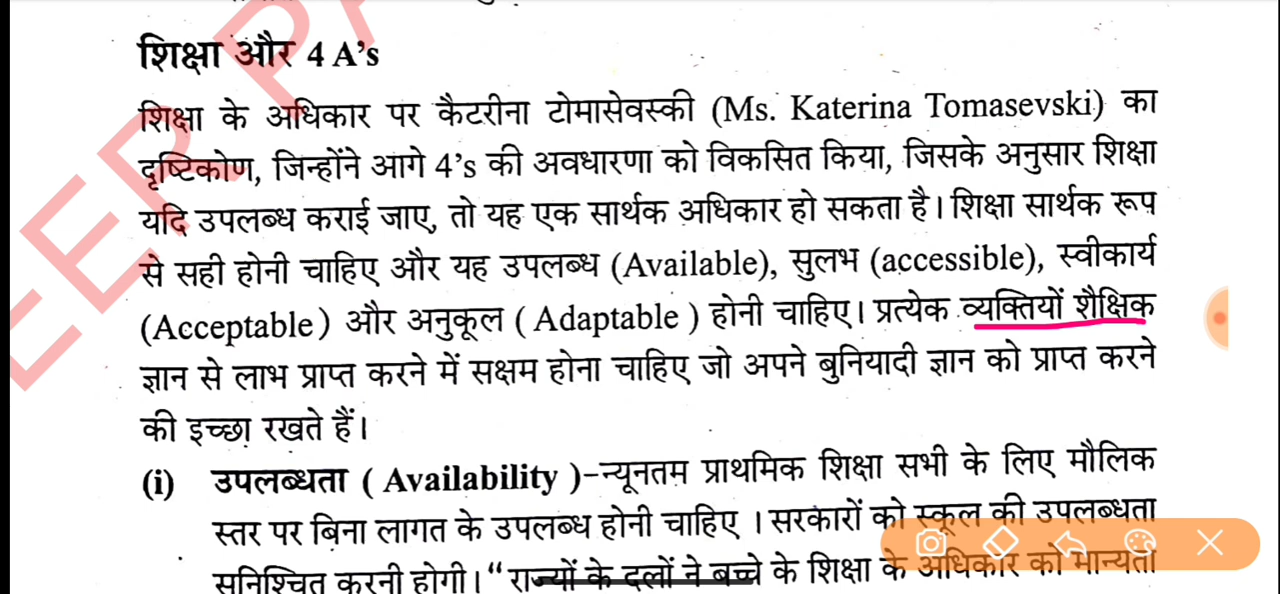 शिक्षा और 4 A's
शिक्षा के अधिकार पर कैटरीना टोमासेवस्की (Ms. Katerina Tomasevski) का
दृष्टिकोण, जिन्होंने आगे 4's की अवधारणा को विकसित किया, जिसके अनुसार शिक्षा
यदि उपलब्ध कराई जाए, तो यह एक सार्थक अधिकार हो सकता है। शिक्षा सार्थक रूप
से सही होनी चाहिए और यह उपलब्ध (Available), सुलभ (accessible), स्वीकार्य
(Acceptable) और अनुकूल ( Adaptable ) होनी चाहिए। प्रत्येक व्यक्तियों शैक्षिक
ज्ञान से लाभ प्राप्त करने में सक्षम होना चाहिए जो अपने बुनियादी ज्ञान को प्राप्त करने
की इच्छा रखते हैं।
(i) उपलब्धता ( Availability )-न्यूनतम प्राथमिक शिक्षा सभी के लिए मौलिक
स्तर पर बिना लागत के उपलब्ध होनी चाहिए । सरकारों को स्कूल की उपलब्धता
सुनिश्चित करनी होगी। “राज्यों के दलों ने बच्चे के शिक्षा के अधिकार को मान्यता